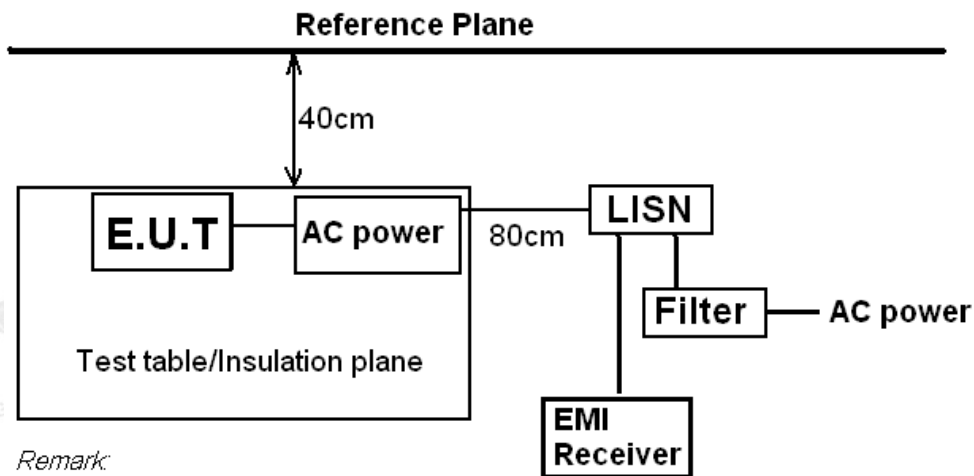 Reference Plane
40cm
E.U.T
AC power
80cm
LISN
Filter
AC power
Test table/Insulation plane
EMI
Receiver
Remark: